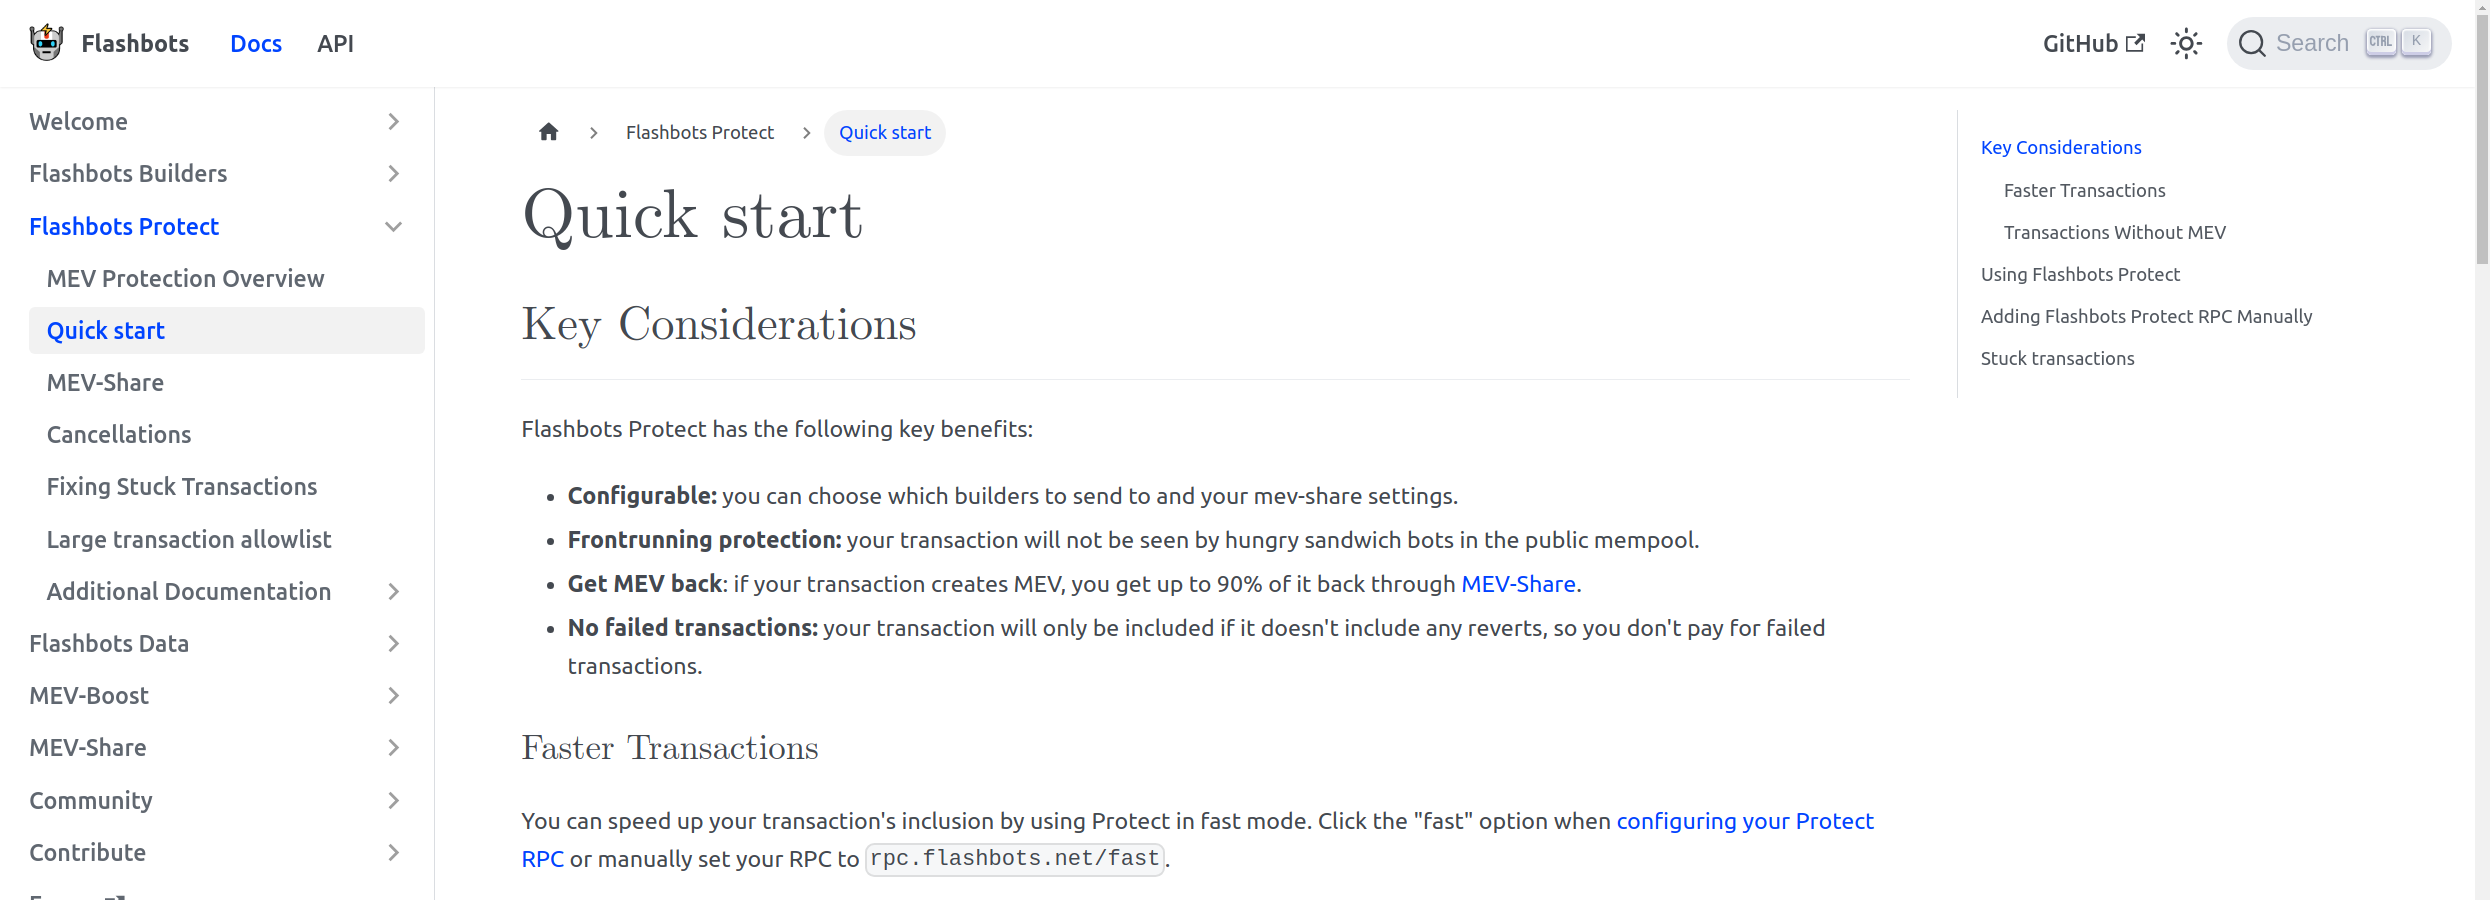 Flashbots Docs API GitHub Search CTRL K
Welcome
Flashbots Builders
Flashbots Protect
MEV Protection Overview
Quick start
MEV-Share
Cancellations
Fixing Stuck Transactions
Large transaction allowlist
Additional Documentation
Flashbots Data
MEV-Boost
MEV-Share
Community
Contribute
Flashbots Protect Quick start
Quick start
Key Considerations
Flashbots Protect has the following key benefits:
Configurable: you can choose which builders to send to and your mev-share settings.
Frontrunning protection: your transaction will not be seen by hungry sandwich bots in the public mempool.
Get MEV back: if your transaction creates MEV, you get up to 90% of it back through MEV-Share.
No failed transactions: your transaction will only be included if it doesn't include any reverts, so you don't pay for failed
transactions.
Faster Transactions
You can speed up your transaction's inclusion by using Protect in fast mode. Click the "fast" option when configuring your Protect
RPC or manually set your RPC to rpc.flashbots.net/fast.
Key Considerations
Faster Transactions
Transactions Without MEV
Using Flashbots Protect
Adding Flashbots Protect RPC Manually
Stuck transactions